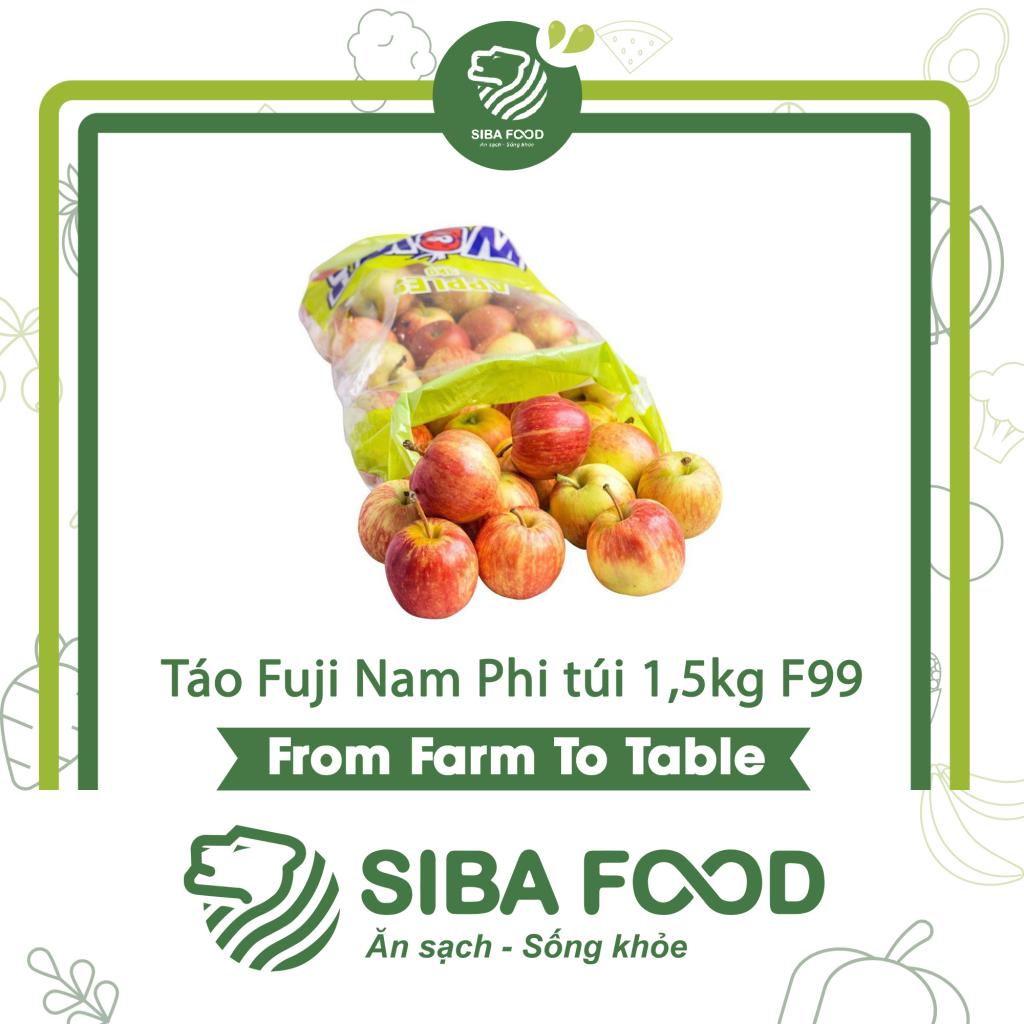 SIBA FOOD
Ăn sạch - Sống khỏe
APPLES
Táo Fuji Nam Phi túi 1,5kg F99
From Farm To Table
SIBA FOOD
Ăn sạch - Sống khỏe